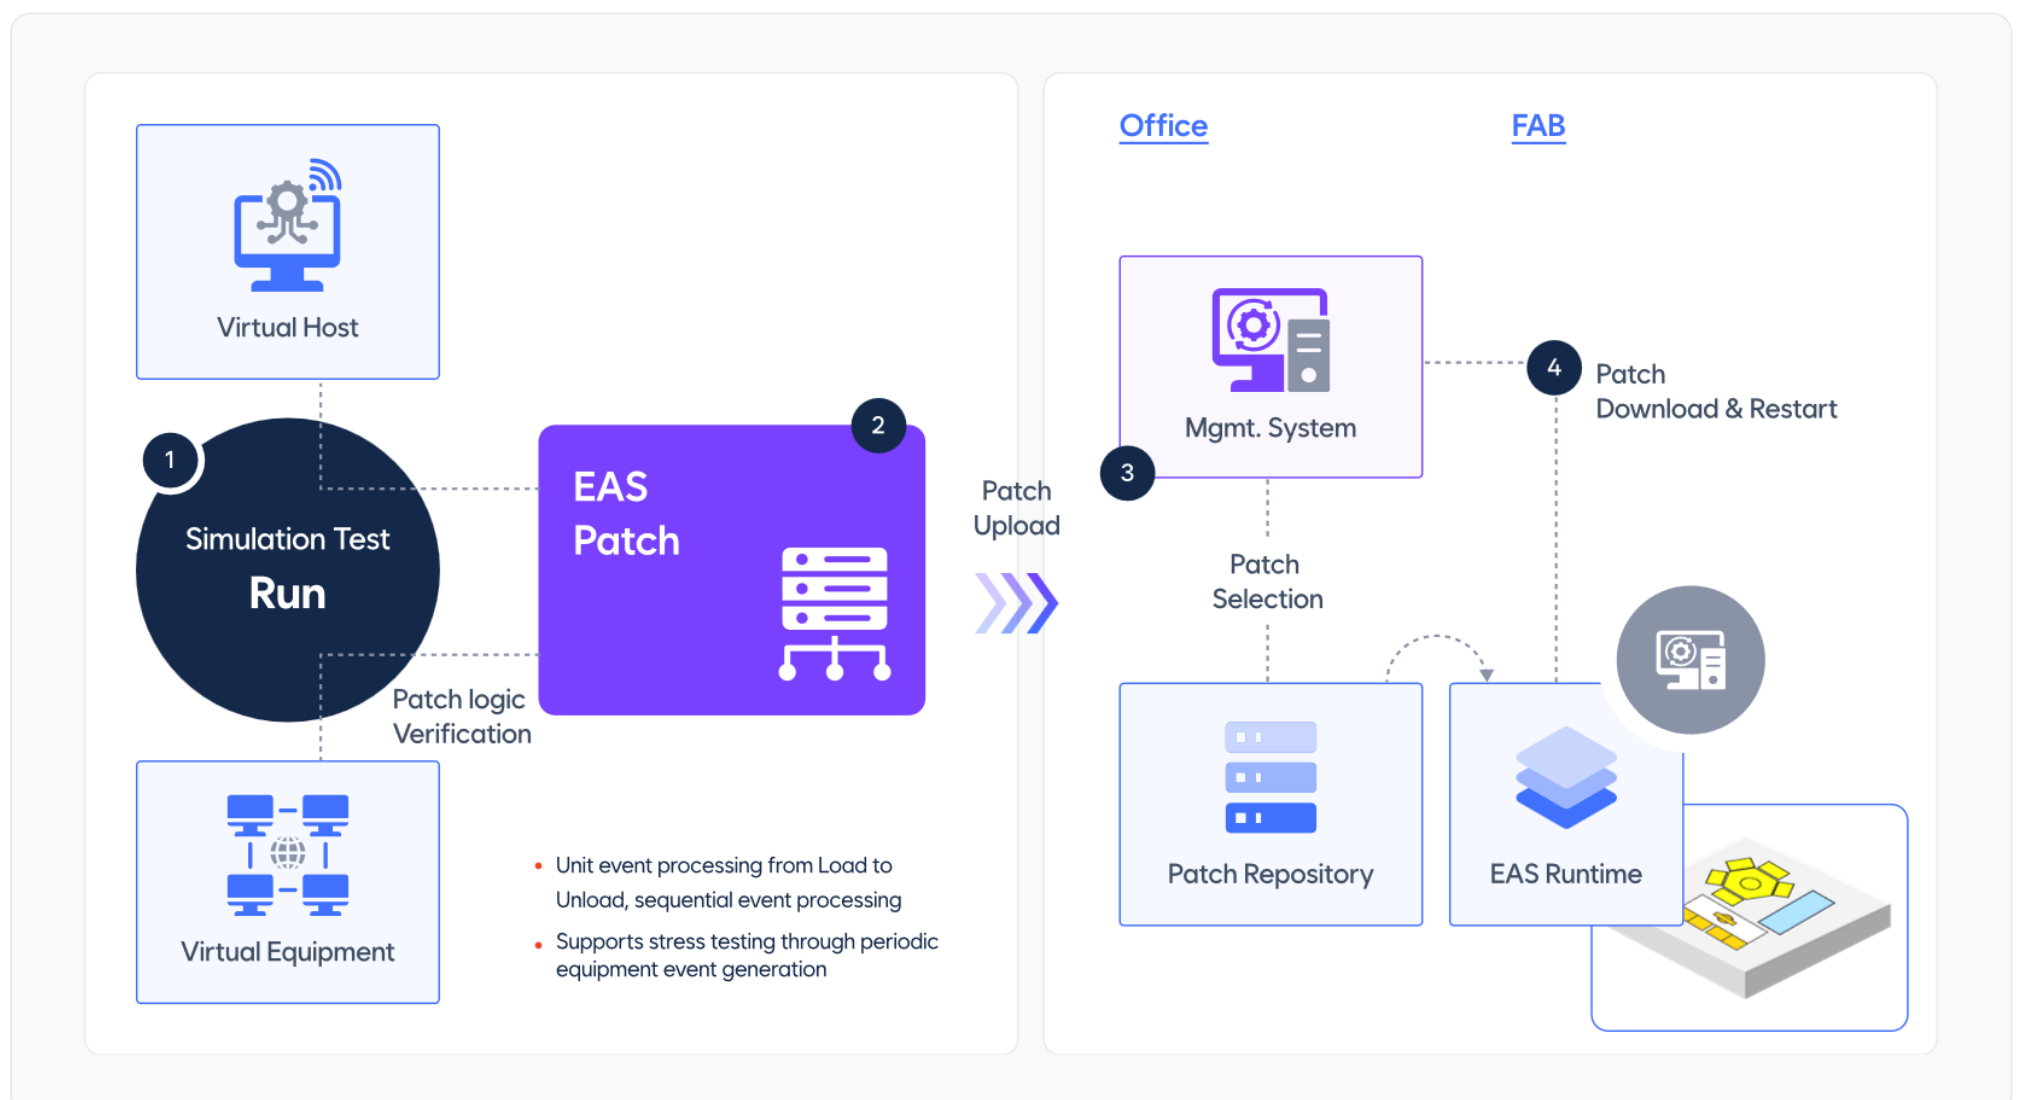 Virtual Host
1
Simulation Test
Run
Patch logic
Verification
Virtual Equipment
2
EAS
Patch
Unit event processing from Load to
Unload, sequential event processing
Supports stress testing through periodic
equipment event generation
Patch
Upload
Office
FAB
Mgmt. System
3
4
Patch
Download & Restart
Patch
Selection
Patch Repository
EAS Runtime